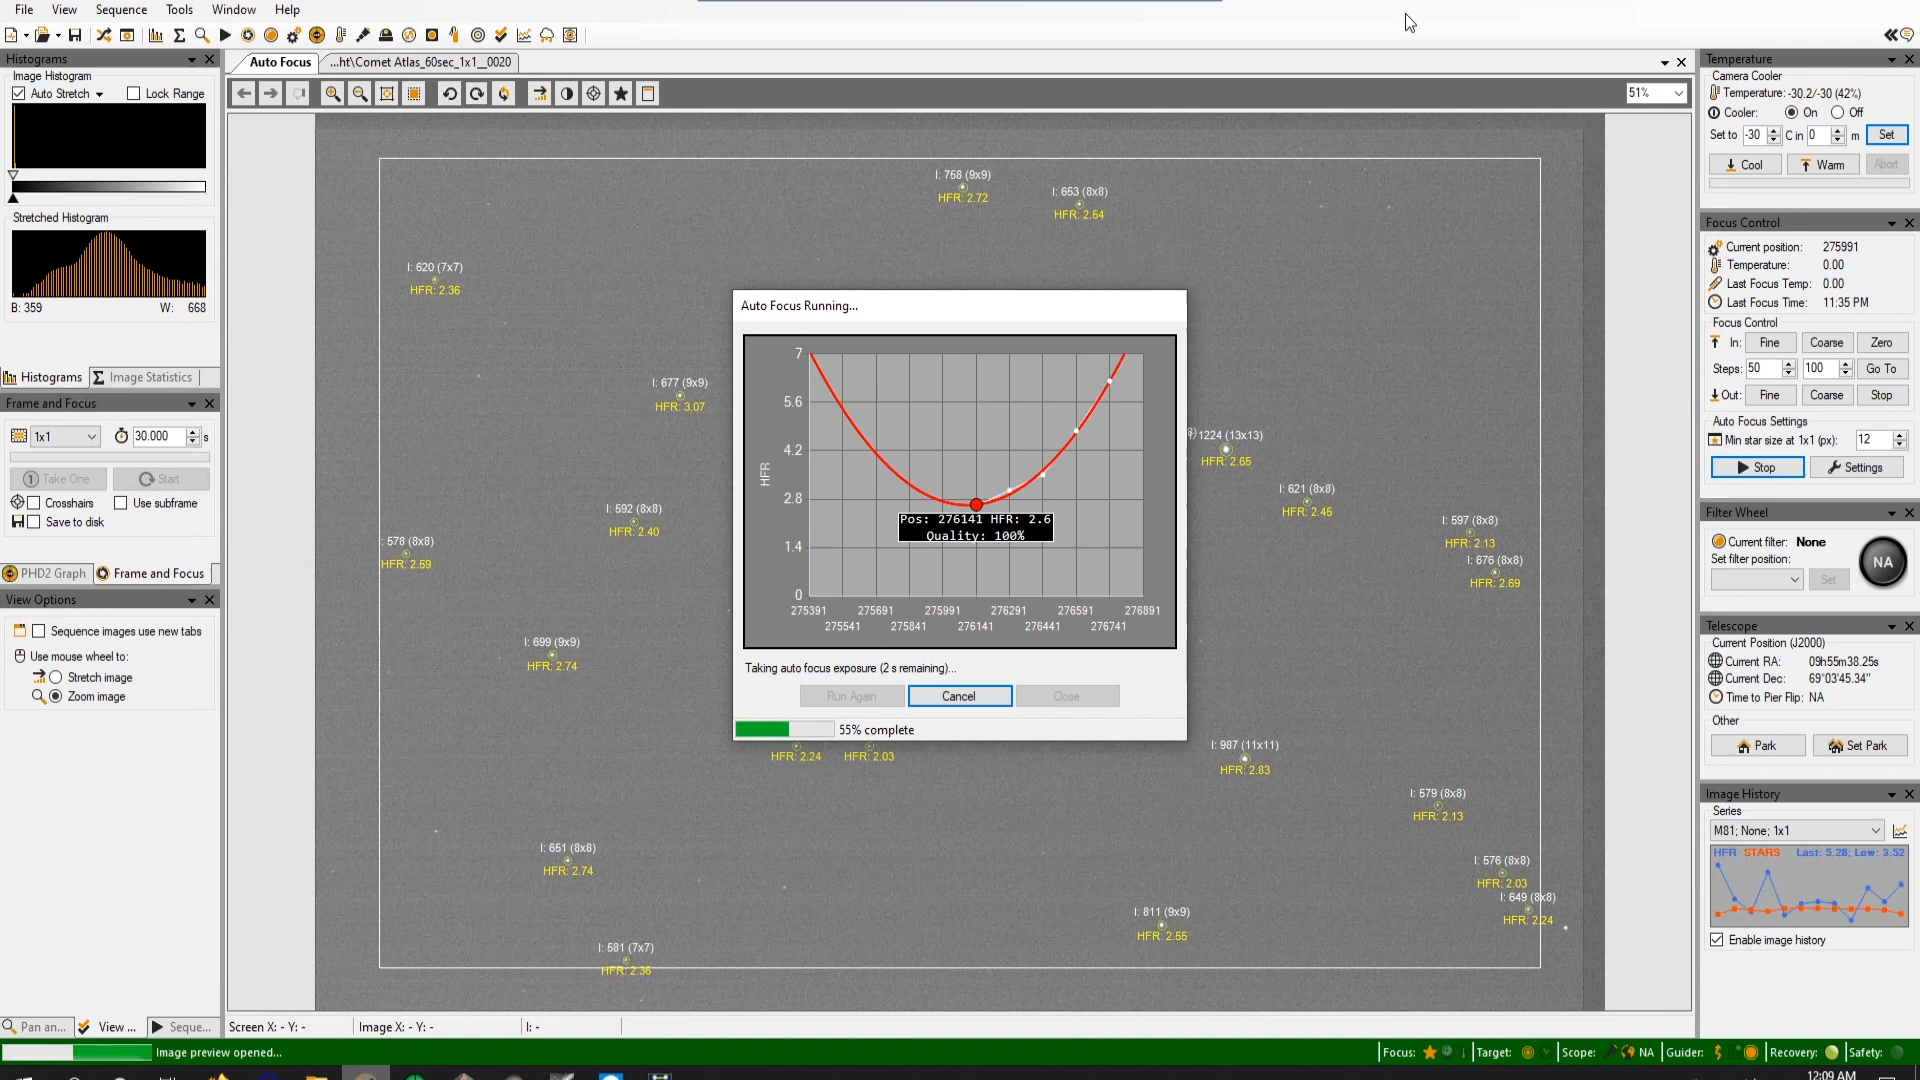 File View Sequence Tools Window Help
Histograms
Image Histogram
Auto Stretch Lock Range
Stretched Histogram
B: 359 W: 668
Histograms Image Statistics
Frame and Focus
1x1 30.000 s
Take One Start
Crosshairs Use subframe
Save to disk
PHD2 Graph Frame and Focus
View Options
Sequence images use new tabs
Use mouse wheel to:
Stretch image
Zoom image
Pan an... View ... Seque...
Auto Focus ...ht\Comet Atlas_60sec_1x1__0020
51%
I: 758 (9x9)
HFR: 2.72
I: 653 (8x8)
HFR: 2.54
I: 620 (7x7)
HFR: 2.36
I: 677 (9x9)
HFR: 3.07
1224 (13x13)
HFR: 2.65
I: 621 (8x8)
HFR: 2.45
I: 592 (8x8)
HFR: 2.40
I: 597 (8x8)
HFR: 2.13
: 578 (8x8)
HFR: 2.59
I: 676 (8x8)
HFR: 2.69
I: 699 (9x9)
HFR: 2.74
HFR: 2.24 HFR: 2.03
I: 987 (11x11)
HFR: 2.83
I: 579 (8x8)
HFR: 2.13
I: 651 (8x8)
HFR: 2.74
I: 576 (8x8)
HFR: 2.03
I: 649 (8x8)
HFR: 2.24
I: 811 (9x9)
HFR: 2.55
I: 581 (7x7)
HFR: 2.36
Auto Focus Running...
7
5.6
4.2
2.8
1.4
0
HFR
Pos: 276141 HFR: 2.6
Quality: 100%
275391 275691 275991 276291 276591 276891
275541 275841 276141 276441 276741
Taking auto focus exposure (2 s remaining)...
Run Again Cancel Close
55% complete
Screen X: - Y: - Image X: - Y: - I: -
Temperature
Camera Cooler
Temperature: -30.2/-30 (42%)
Cooler: On Off
Set to -30 C in 0 m Set
Cool Warm Abort
Focus Control
Current position: 275991
Temperature: 0.00
Last Focus Temp: 0.00
Last Focus Time: 11:35 PM
Focus Control
In: Fine Coarse Zero
Steps: 50 100 Go To
Out: Fine Coarse Stop
Auto Focus Settings
Min star size at 1x1 (px): 12
Stop Settings
Filter Wheel
Current filter: None
Set filter position:
Set
NA
Telescope
Current Position (J2000)
Current RA: 09h55m38.25s
Current Dec: 69°03'45.34"
Time to Pier Flip: NA
Other
Park Set Park
Image History
Series
M81; None; 1x1
HFR STARS Last: 5.28; Low: 3.52
Enable image history
Image preview opened... Focus: Target: Scope: NA Guider: Recovery: Safety:
12:09 AM